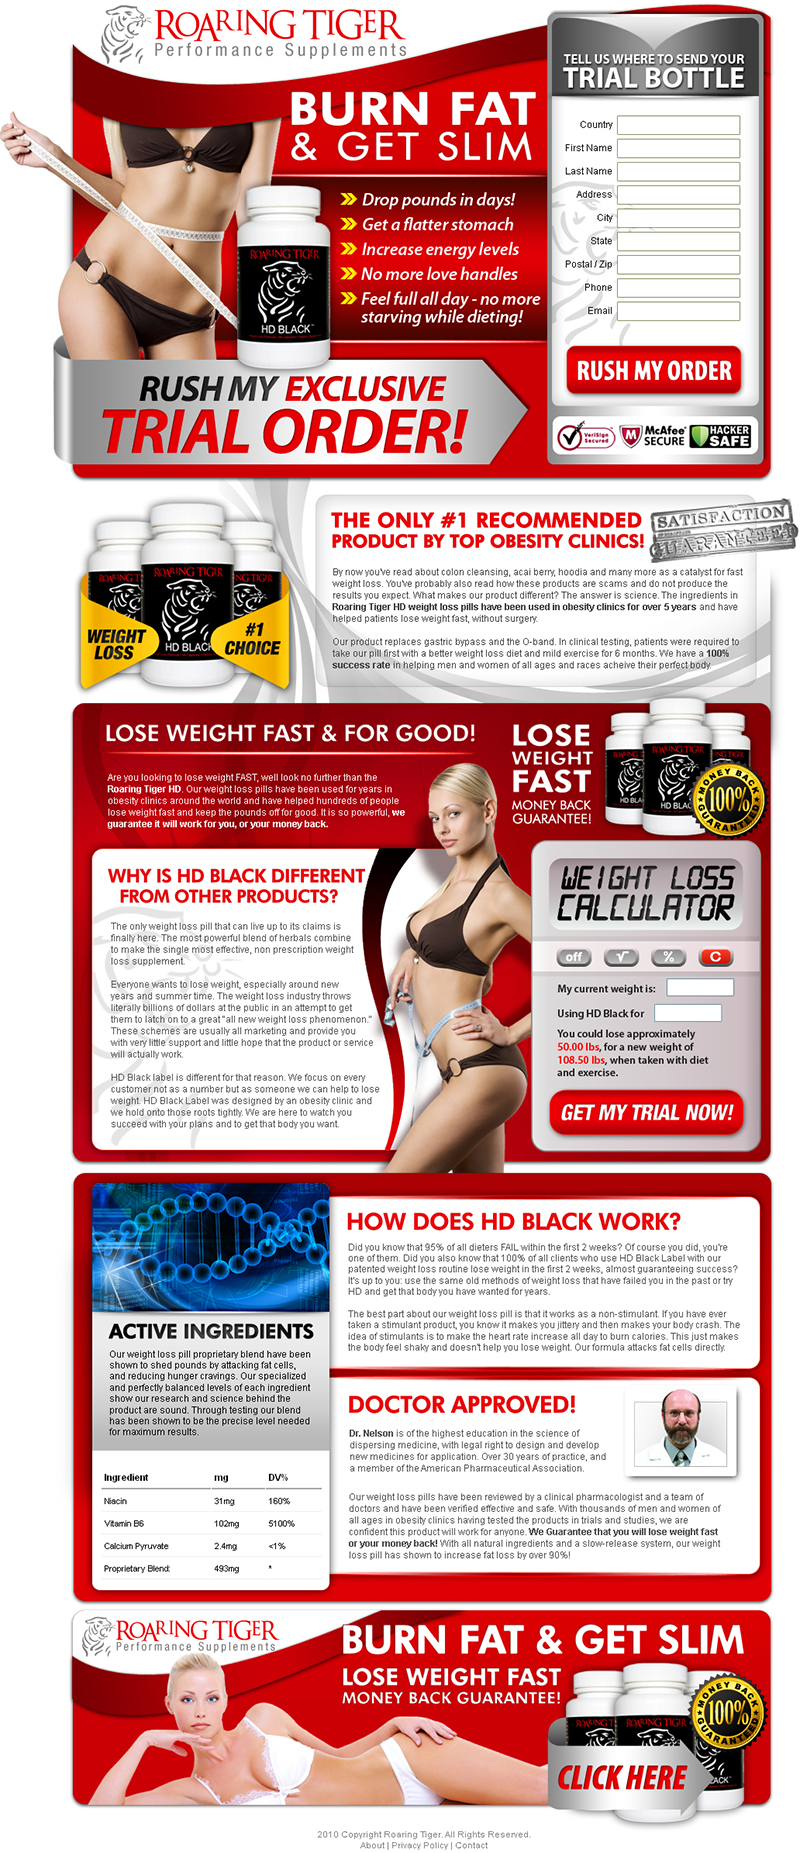 ROARING TIGER
Performance Supplements
BURN FAT
& GET SLIM
Drop pounds in days!
Get a flatter stomach
Increase energy levels
No more love handles
Feel full all day - no more
starving while dieting!
ROARING TIGER
HD BLACK
RUSH MY EXCLUSIVE
TRIAL ORDER!
TELL US WHERE TO SEND YOUR
TRIAL BOTTLE
Country
First Name
Last Name
Address
City
State
Postal / Zip
Phone
Email
RUSH MY ORDER
VeriSign
Secured
McAfee
SECURE
HACKER
SAFE
ROARING TIGER
HD BLACK
WEIGHT
LOSS
#1
CHOICE
THE ONLY #1 RECOMMENDED
PRODUCT BY TOP OBESITY CLINICS!
SATISFACTION
GUARANTEED
By now you've read about colon cleansing, acai berry, hoodia and many more as a catalyst for fast
weight loss. You've probably also read how these products are scams and do not produce the
results you expect. What makes our product different? The answer is science. The ingredients in
Roaring Tiger HD weight loss pills have been used in obesity clinics for over 5 years and have
helped patients lose weight fast, without surgery.
Our product replaces gastric bypass and the O-band. In clinical testing, patients were required to
take our pill first with a better weight loss diet and mild exercise for 6 months. We have a 100%
success rate in helping men and women of all ages and races acheive their perfect body.
LOSE WEIGHT FAST & FOR GOOD!
Are you looking to lose weight FAST, well look no further than the
Roaring Tiger HD. Our weight loss pills have been used for years in
obesity clinics around the world and have helped hundreds of people
lose weight fast and keep the pounds off for good. It is so powerful, we
guarantee it will work for you, or your money back.
LOSE
WEIGHT
FAST
MONEY BACK
GUARANTEE!
ROARING TIGER
HD BLACK
MONEY BACK
100%
GUARANTEE
WHY IS HD BLACK DIFFERENT
FROM OTHER PRODUCTS?
The only weight loss pill that can live up to its claims is
finally here. The most powerful blend of herbals combine
to make the single most effective, non prescription weight
loss supplement.
Everyone wants to lose weight, especially around new
years and summer time. The weight loss industry throws
literally billions of dollars at the public in an attempt to get
them to latch on to a great "all new weight loss phenomenon."
These schemes are usually all marketing and provide you
with very little support and little hope that the product or service
will actually work.
HD Black label is different for that reason. We focus on every
customer not as a number but as someone we can help to lose
weight. HD Black Label was designed by an obesity clinic and
we hold onto those roots tightly. We are here to watch you
succeed with your plans and to get that body you want.
WEIGHT LOSS
CALCULATOR
off
√
%
C
My current weight is:
Using HD Black for
You could lose approximately
50.00 lbs, for a new weight of
108.50 lbs, when taken with diet
and exercise.
GET MY TRIAL NOW!
ACTIVE INGREDIENTS
Our weight loss pill proprietary blend have been
shown to shed pounds by attacking fat cells,
and reducing hunger cravings. Our specialized
and perfectly balanced levels of each ingredient
show our research and science behind the
product are sound. Through testing our blend
has been shown to be the precise level needed
for maximum results.
Ingredient mg DV%
Niacin 31mg 160%
Vitamin B6 102mg 5100%
Calcium Pyruvate 2.4mg <1%
Proprietary Blend: 493mg *
HOW DOES HD BLACK WORK?
Did you know that 95% of all dieters FAIL within the first 2 weeks? Of course you did, you're
one of them. Did you also know that 100% of all clients who use HD Black Label with our
patented weight loss routine lose weight in the first 2 weeks, almost guaranteeing success?
It's up to you: use the same old methods of weight loss that have failed you in the past or try
HD and get that body you have wanted for years.
The best part about our weight loss pill is that it works as a non-stimulant. If you have ever
taken a stimulant product, you know it makes you jittery and then makes your body crash. The
idea of stimulants is to make the heart rate increase all day to burn calories. This just makes
the body feel shaky and doesn't help you lose weight. Our formula attacks fat cells directly.
DOCTOR APPROVED!
Dr. Nelson is of the highest education in the science of
dispersing medicine, with legal right to design and develop
new medicines for application. Over 30 years of practice, and
a member of the American Pharmaceutical Association.
Our weight loss pills have been reviewed by a clinical pharmacologist and a team of
doctors and have been verified effective and safe. With thousands of men and women of
all ages in obesity clinics having tested the products in trials and studies, we are
confident this product will work for anyone. We Guarantee that you will lose weight fast
or your money back! With all natural ingredients and a slow-release system, our weight
loss pill has shown to increase fat loss by over 90%!
ROARING TIGER
Performance Supplements
BURN FAT & GET SLIM
LOSE WEIGHT FAST
MONEY BACK GUARANTEE!
ROARING TIGER
BLACK
MONEY BACK
100%
GUARANTEE
CLICK HERE
2010 Copyright Roaring Tiger. All Rights Reserved.
About | Privacy Policy | Contact